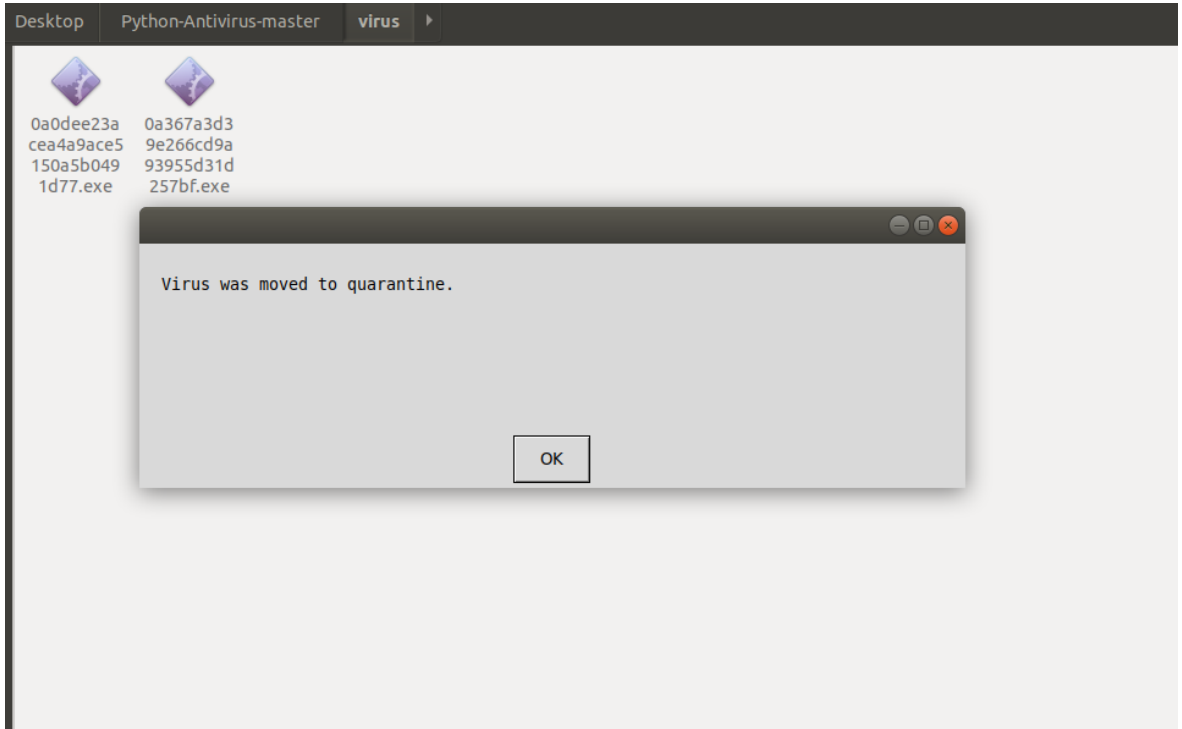 Desktop Python-Antivirus-master virus
0a0dee23a
cea4a9ace5
150a5b049
1d77.exe
0a367a3d3
9e266cd9a
93955d31d
257bf.exe
Virus was moved to quarantine.
OK